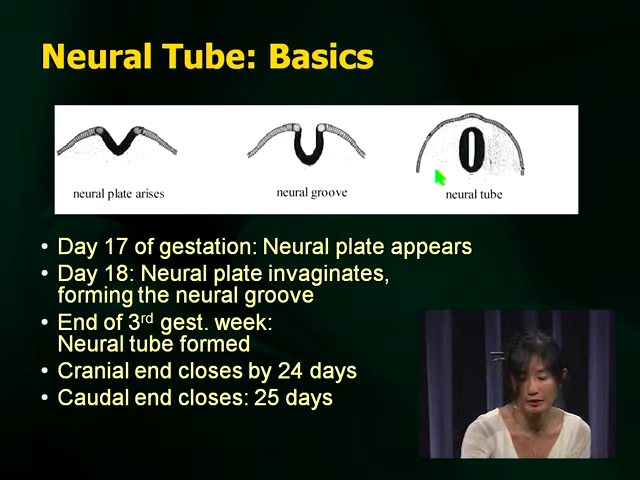 Neural Tube: Basics
neural plate arises
neural groove
neural tube
• Day 17 of gestation: Neural plate appears
• Day 18: Neural plate invaginates,
forming the neural groove
• End of 3rd gest. week:
Neural tube formed
• Cranial end closes by 24 days
• Caudal end closes: 25 days